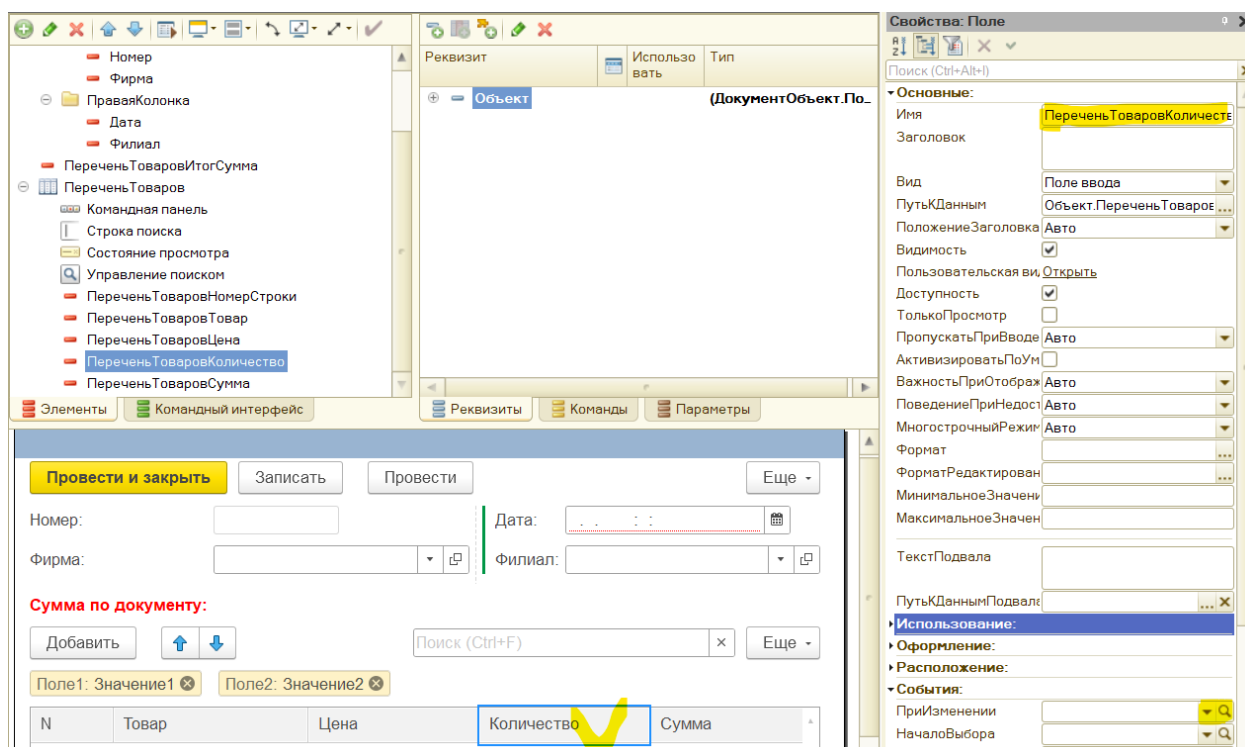 Номер
Фирма
ПраваяКолонка
Дата
Филиал
ПереченьТоваровИтогСумма
ПереченьТоваров
Командная панель
Строка поиска
Состояние просмотра
Управление поиском
ПереченьТоваровНомерСтроки
ПереченьТоваровТовар
ПереченьТоваровЦена
ПереченьТоваровКоличество
ПереченьТоваровСумма
Элементы Командный интерфейс
Реквизит Использо
вать Тип
Объект (ДокументОбъект.По...
Реквизиты Команды Параметры
Провести и закрыть Записать Провести Еще
Номер: Дата: . . : :
Фирма: Филиал:
Сумма по документу:
Добавить Поиск (Ctrl+F) × Еще
Поле1: Значение1 Поле2: Значение2
N Товар Цена Количество Сумма
Свойства: Поле
Поиск (Ctrl+Alt+I)
Основные:
Имя ПереченьТоваровКоличеств
Заголовок
Вид Поле ввода
ПутьКДанным Объект.ПереченьТоваров ...
ПоложениеЗаголовка Авто
Видимость
Пользовательская ви, Открыть
Доступность
ТолькоПросмотр
ПропускатьПриВводе Авто
АктивизироватьПоУм
ВажностьПриОтображ Авто
ПоведениеПриНедост Авто
МногострочныйРежим Авто
Формат ...
ФорматРедактирован ...
МинимальноеЗначени
МаксимальноеЗначен
ТекстПодвала
ПутьКДаннымПодвала ...
Использование:
Оформление:
Расположение:
События:
ПриИзменении
НачалоВыбора